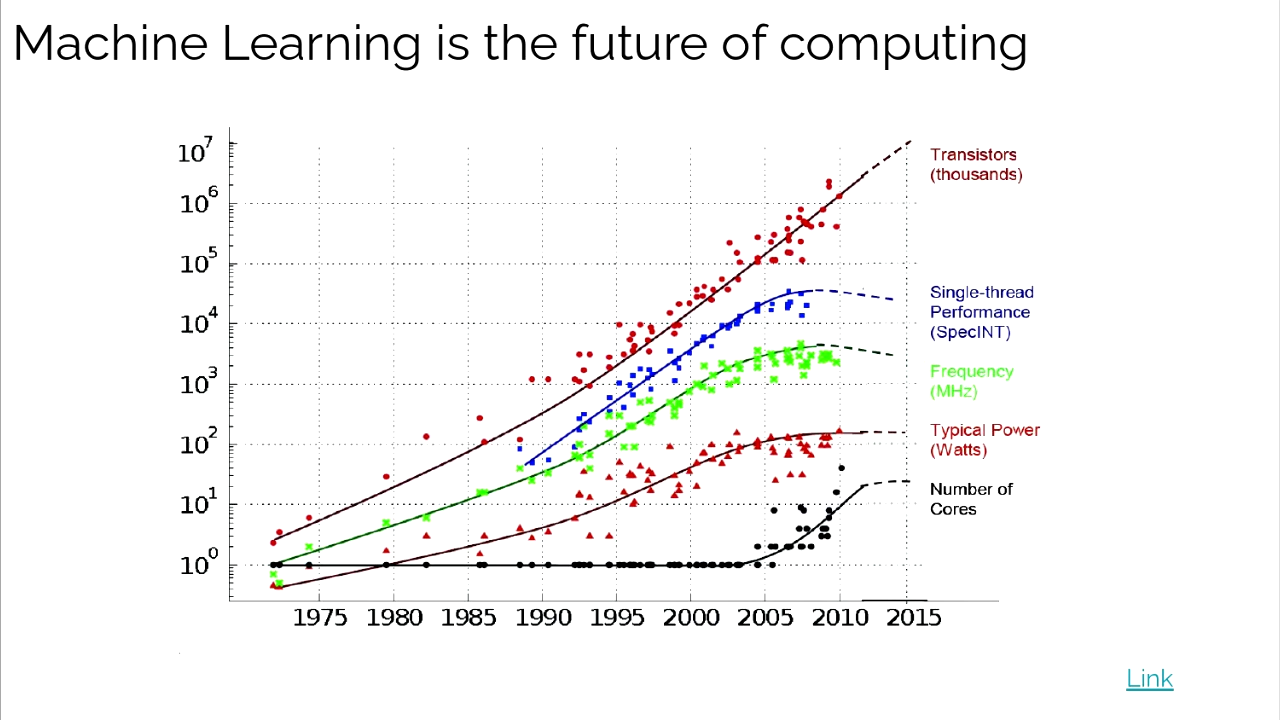 Machine Learning is the future of computing
10^7
10^6
10^5
10^4
10^3
10^2
10^1
10^0
1975 1980 1985 1990 1995 2000 2005 2010 2015
Transistors
(thousands)
Single-thread
Performance
(SpecINT)
Frequency
(MHz)
Typical Power
(Watts)
Number of
Cores
Link